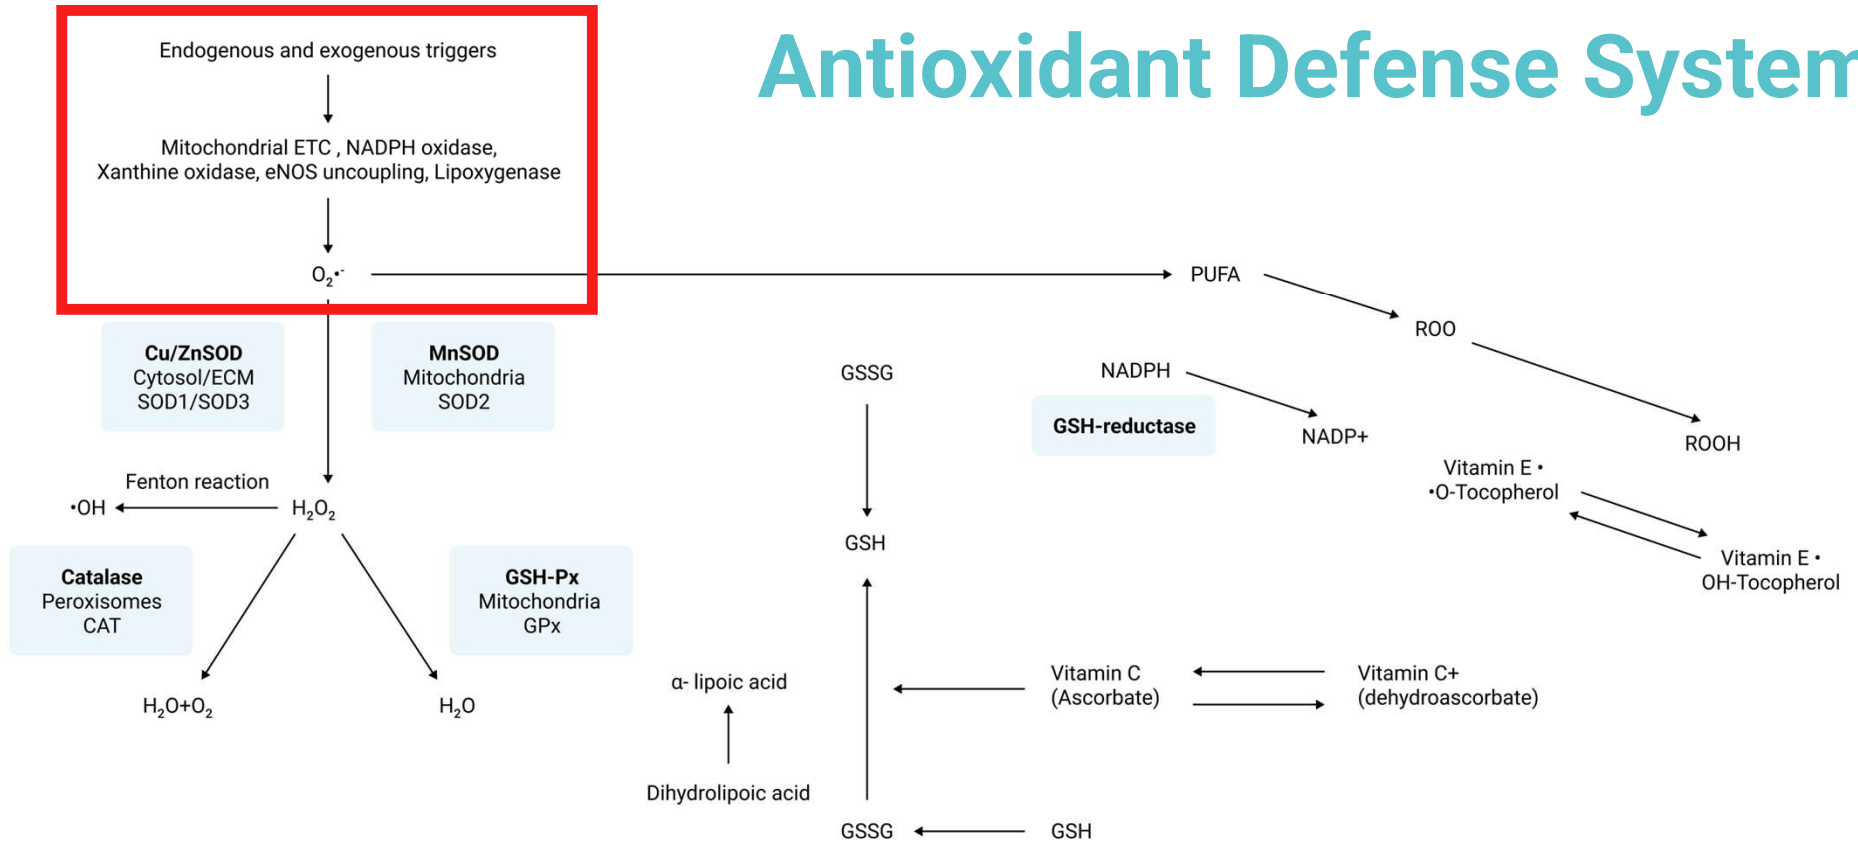 Antioxidant Defense System
Endogenous and exogenous triggers
Mitochondrial ETC , NADPH oxidase,
Xanthine oxidase, eNOS uncoupling, Lipoxygenase
O₂•⁻
PUFA
ROO
ROOH
Cu/ZnSOD
Cytosol/ECM
SOD1/SOD3
MnSOD
Mitochondria
SOD2
GSSG
NADPH
GSH-reductase
NADP+
Vitamin E •
•O-Tocopherol
Vitamin E •
OH-Tocopherol
Fenton reaction
•OH
H₂O₂
GSH
Catalase
Peroxisomes
CAT
GSH-Px
Mitochondria
GPx
H₂O+O₂
H₂O
α- lipoic acid
Dihydrolipoic acid
Vitamin C
(Ascorbate)
Vitamin C+
(dehydroascorbate)
GSSG
GSH